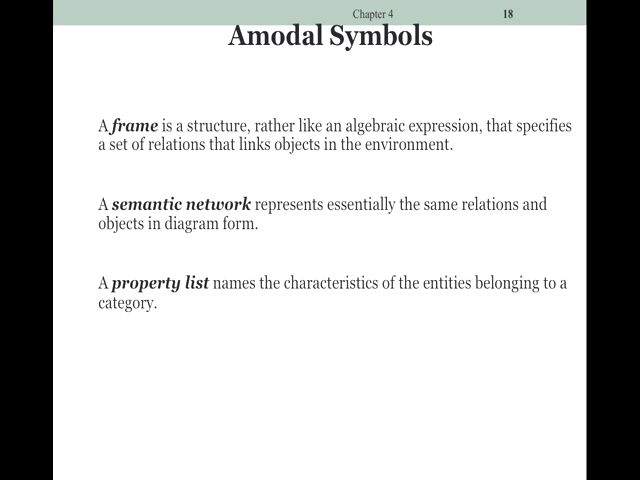 Chapter 4 18
Amodal Symbols
A frame is a structure, rather like an algebraic expression, that specifies
a set of relations that links objects in the environment.
A semantic network represents essentially the same relations and
objects in diagram form.
A property list names the characteristics of the entities belonging to a
category.